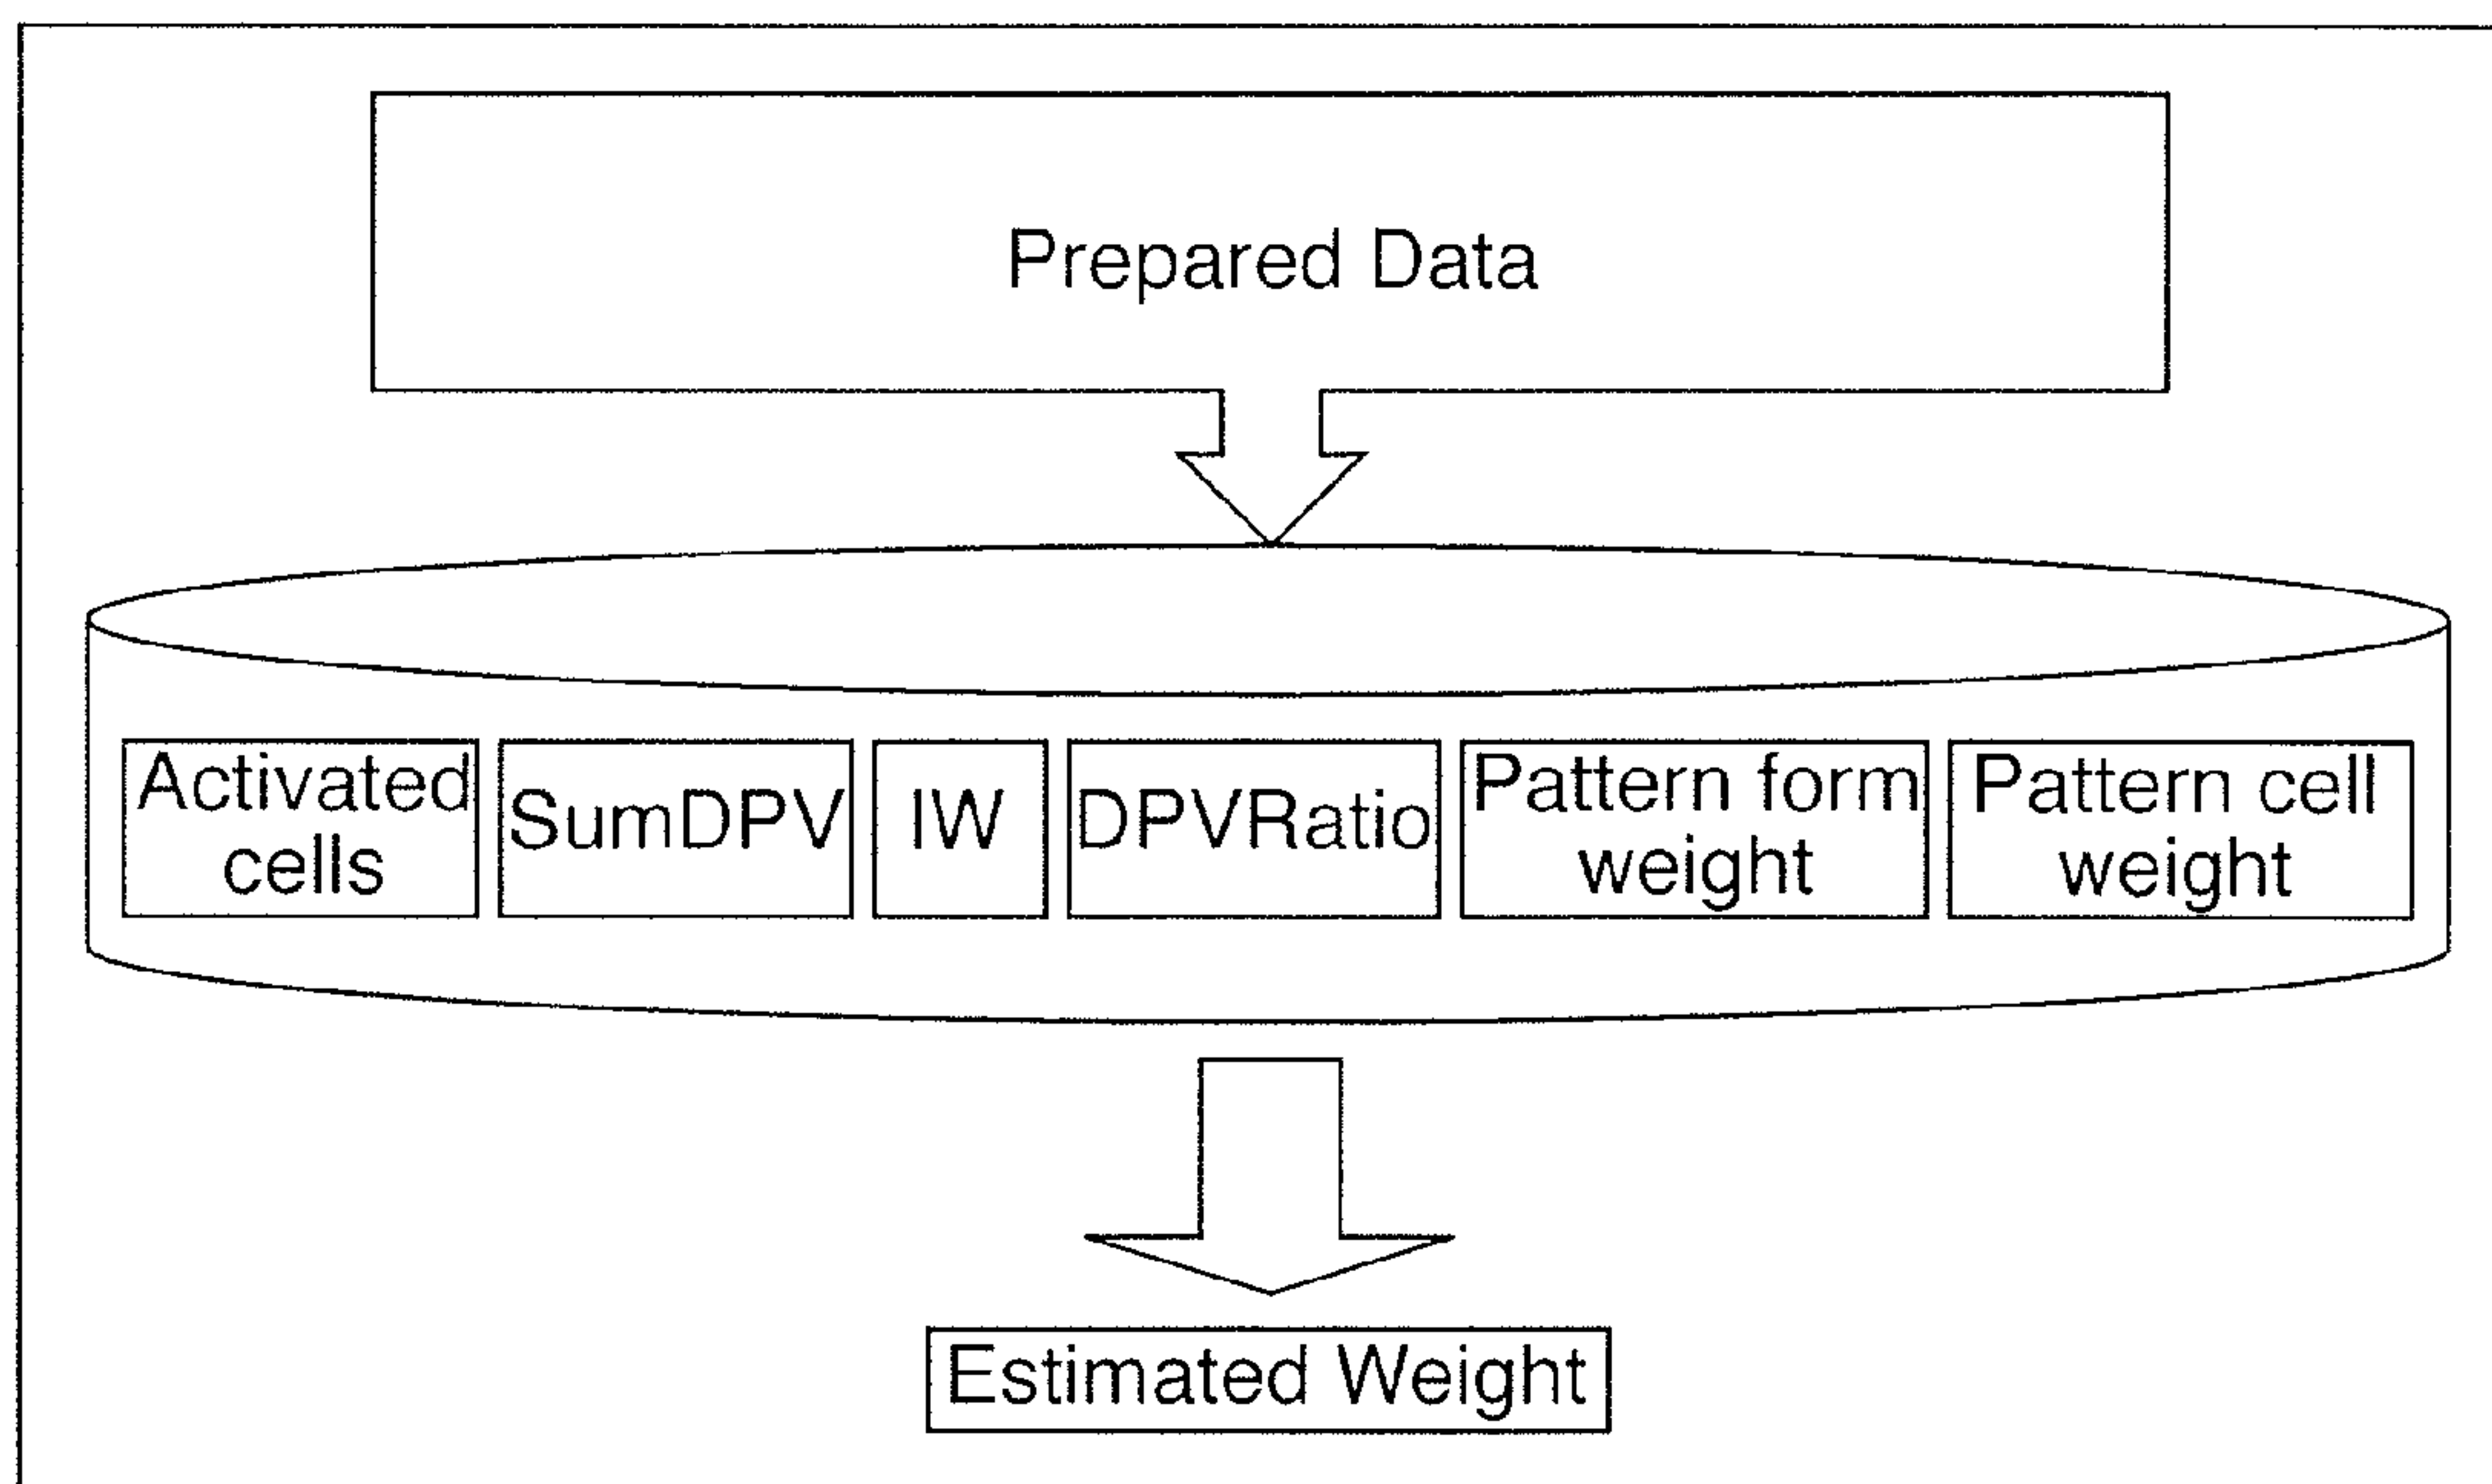 Prepared Data
Activated
cells
SumDPV
IW
DPVRatio
Pattern form
weight
Pattern cell
weight
Estimated Weight